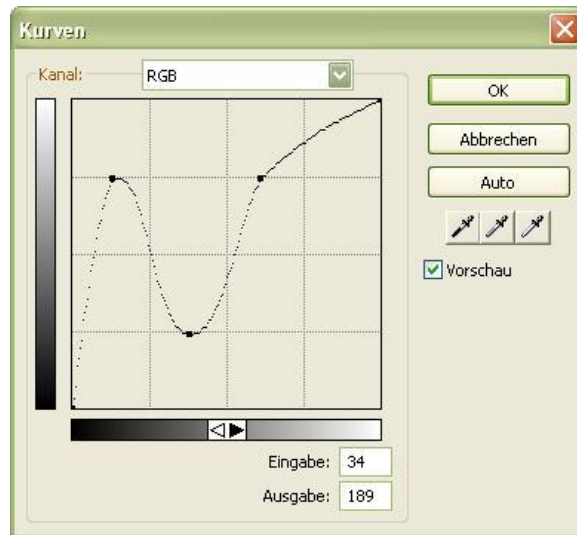 Kurven
Kanal: RGB
OK
Abbrechen
Auto
Vorschau
Eingabe: 34
Ausgabe: 189